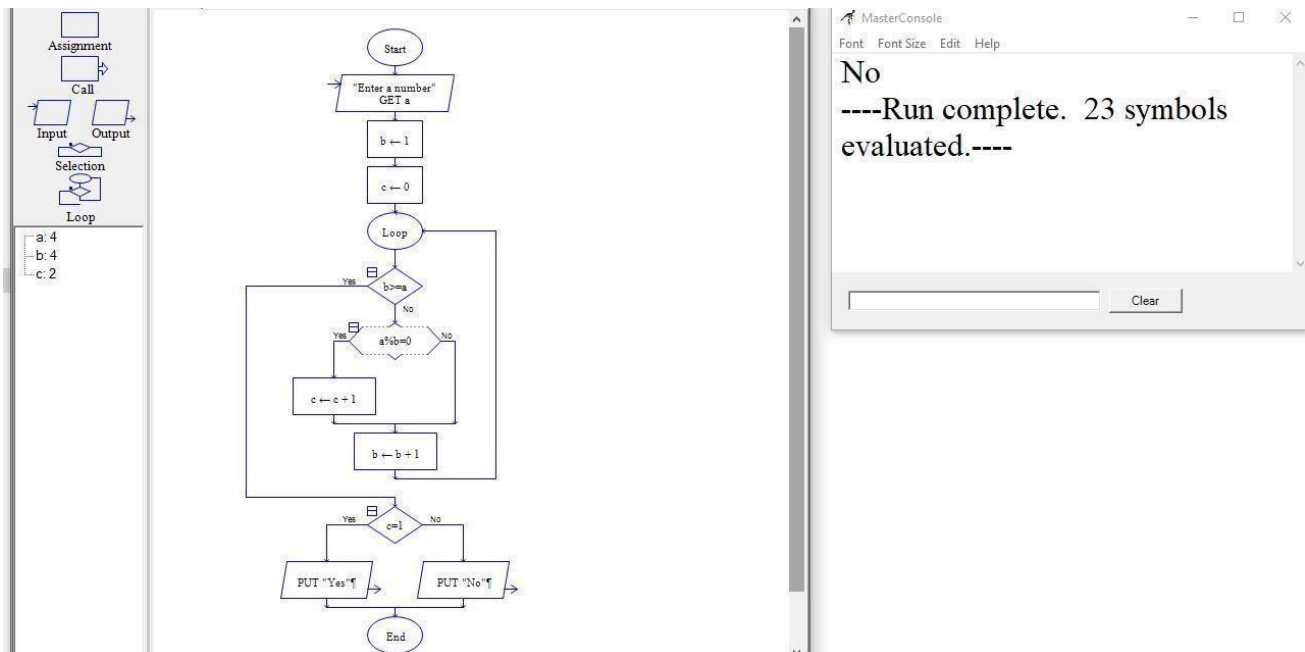 Assignment
Call
Input Output
Selection
Loop
a: 4
b: 4
c: 2
Start
"Enter a number"
GET a
b ← 1
c ← 0
Loop
Yes
b>=a
No
Yes
a%b=0
No
c ← c + 1
b ← b + 1
Yes
c=1
No
PUT "Yes"¶
PUT "No"¶
End
MasterConsole
Font Font Size Edit Help
No
----Run complete. 23 symbols
evaluated.----
Clear